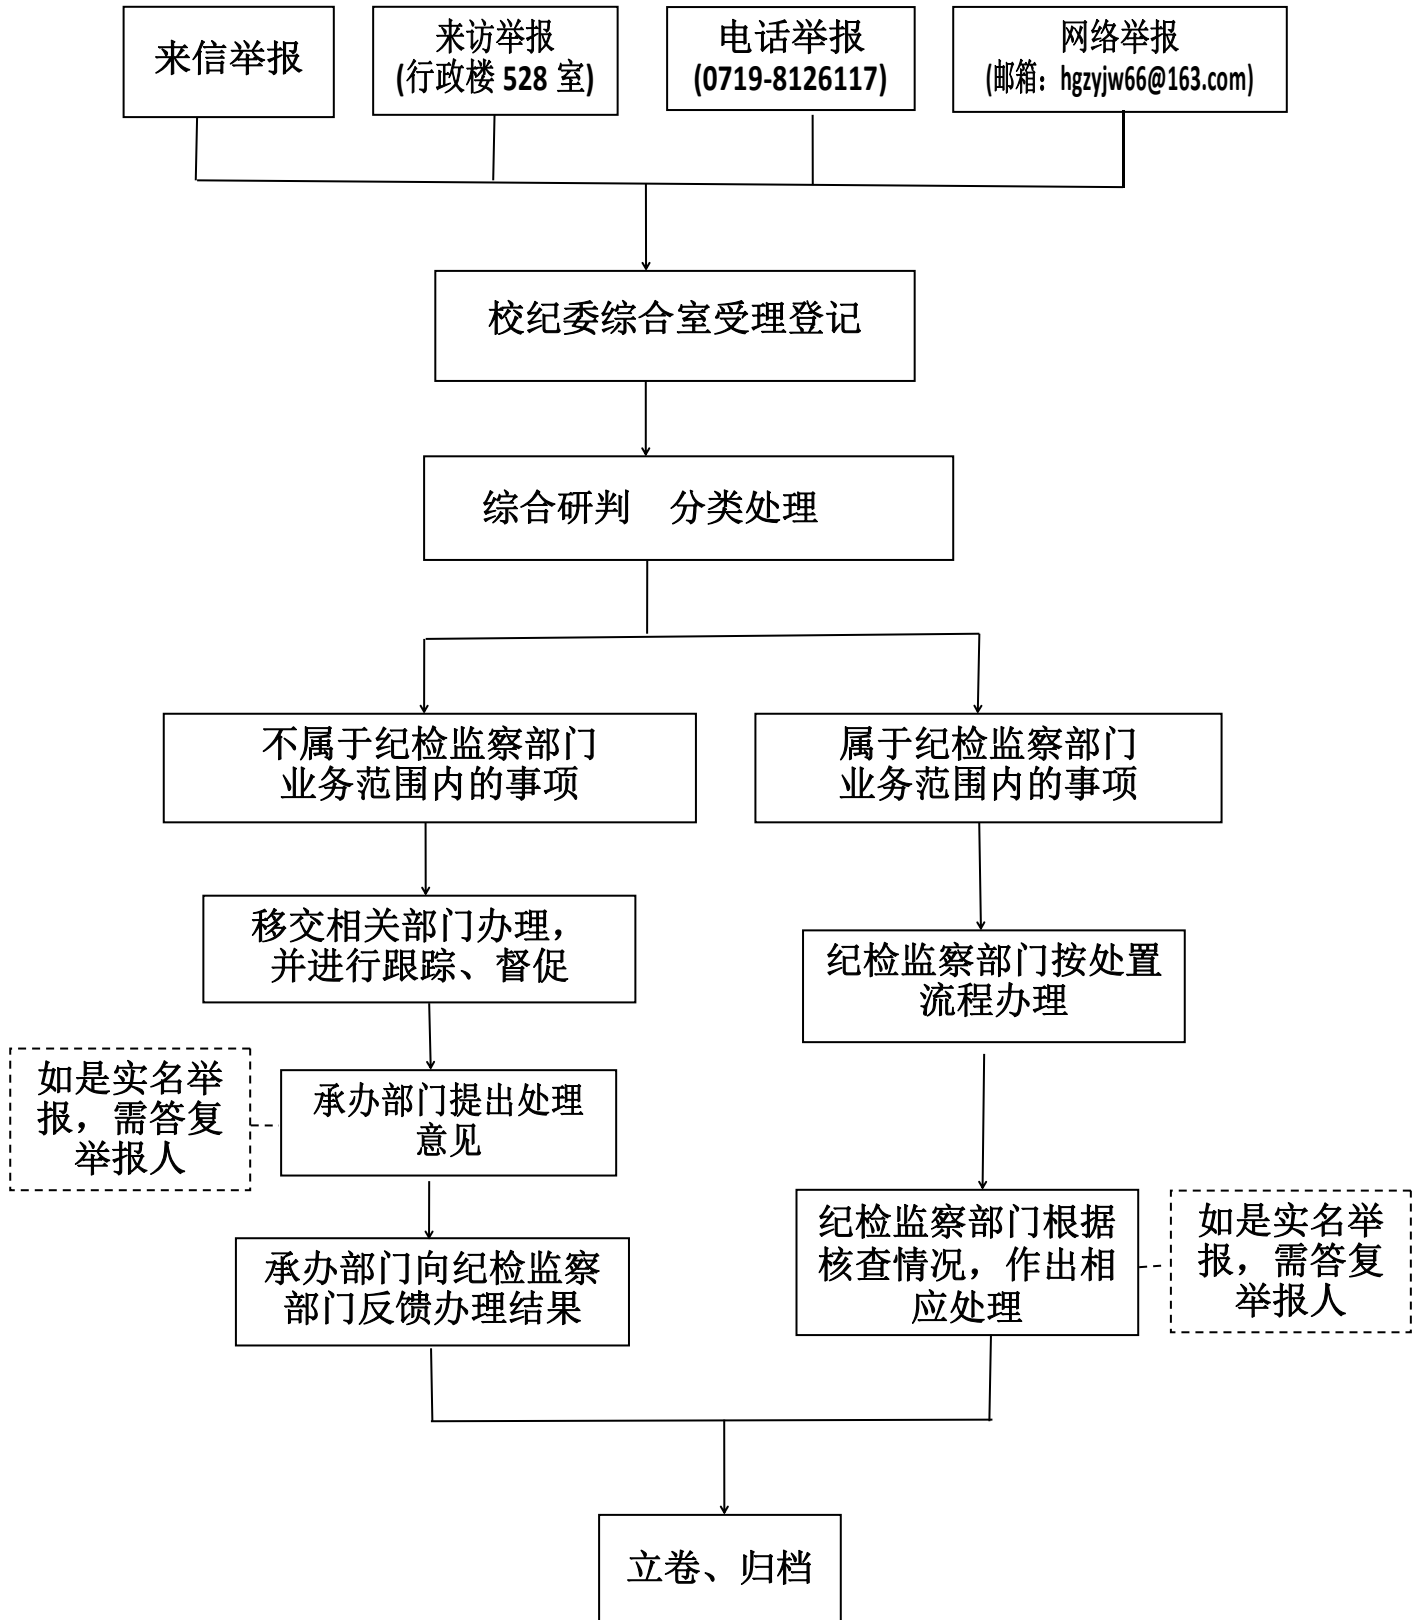 来信举报
来访举报
(行政楼 528 室)
电话举报
(0719-8126117)
网络举报
(邮箱：hgzyjw66@163.com)
校纪委综合室受理登记
综合研判　分类处理
不属于纪检监察部门
业务范围内的事项
属于纪检监察部门
业务范围内的事项
移交相关部门办理，
并进行跟踪、督促
纪检监察部门按处置
流程办理
如是实名举
报，需答复
举报人
承办部门提出处理
意见
承办部门向纪检监察
部门反馈办理结果
纪检监察部门根据
核查情况，作出相
应处理
如是实名举
报，需答复
举报人
立卷、归档